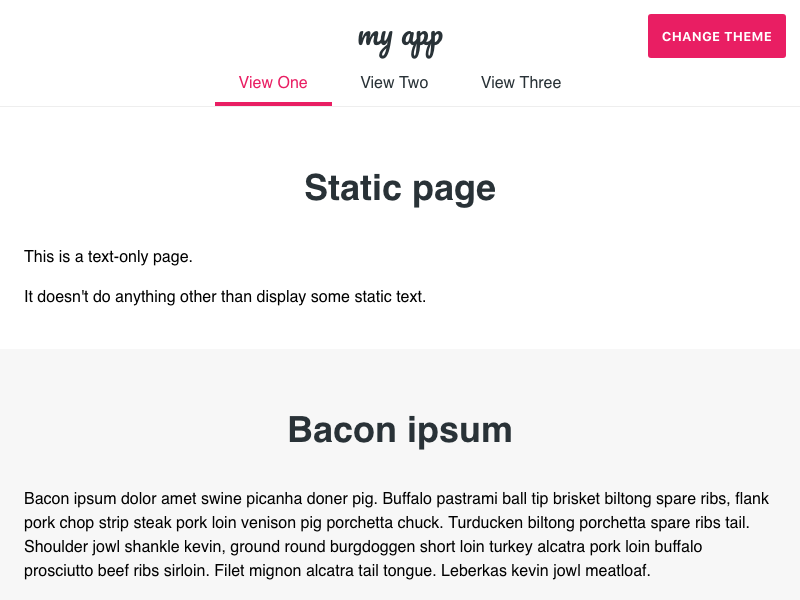 my app
CHANGE THEME
View One View Two View Three
Static page
This is a text-only page.
It doesn't do anything other than display some static text.
Bacon ipsum
Bacon ipsum dolor amet swine picanha doner pig. Buffalo pastrami ball tip brisket biltong spare ribs, flank
pork chop strip steak pork loin venison pig porchetta chuck. Turducken biltong porchetta spare ribs tail.
Shoulder jowl shankle kevin, ground round burgdoggen short loin turkey alcatra pork loin buffalo
prosciutto beef ribs sirloin. Filet mignon alcatra tail tongue. Leberkas kevin jowl meatloaf.